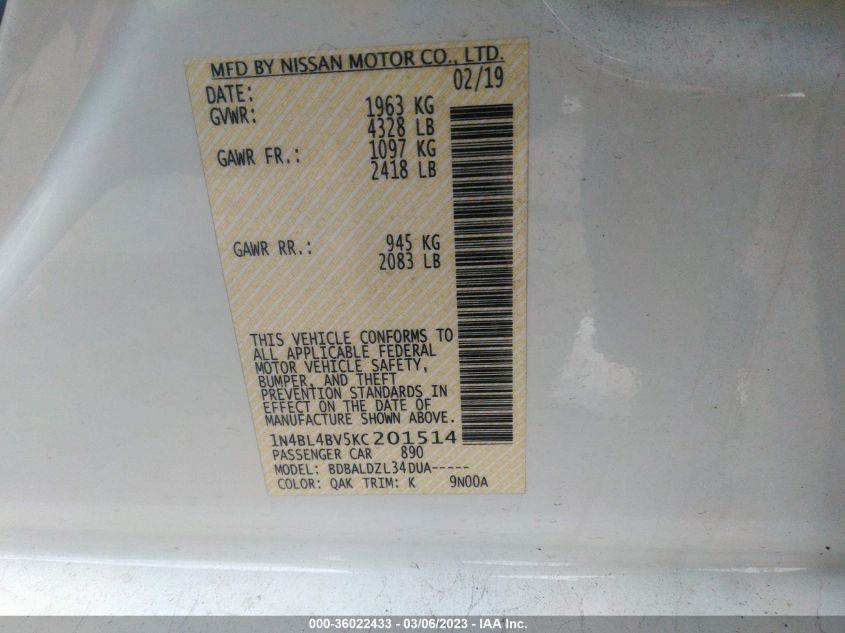 MFD BY NISSAN MOTOR CO., LTD.
DATE: 02/19
GVWR: 1963 KG
4328 LB
GAWR FR.: 1097 KG
2418 LB
GAWR RR.: 945 KG
2083 LB
THIS VEHICLE CONFORMS TO
ALL APPLICABLE FEDERAL
MOTOR VEHICLE SAFETY,
BUMPER, AND THEFT
PREVENTION STANDARDS IN
EFFECT ON THE DATE OF
MANUFACTURE SHOWN ABOVE.
1N4BL4BV5KC201514
PASSENGER CAR 890
MODEL: BDBALDZL34DUA-----
COLOR: QAK TRIM: K 9N00A
000-36022433 - 03/06/2023 - IAA Inc.